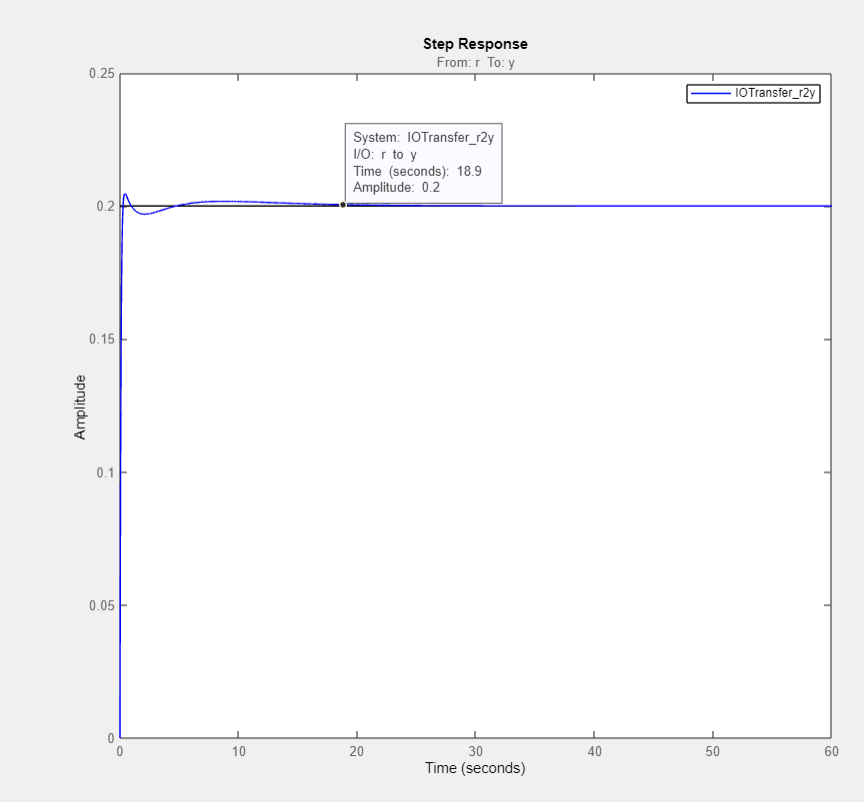 Step Response
From: r To: y
0.25
IOTransfer_r2y
System: IOTransfer_r2y
I/O: r to y
Time (seconds): 18.9
Amplitude: 0.2
0.2
0.15
Amplitude
0.1
0.05
0
0 10 20 30 40 50 60
Time (seconds)